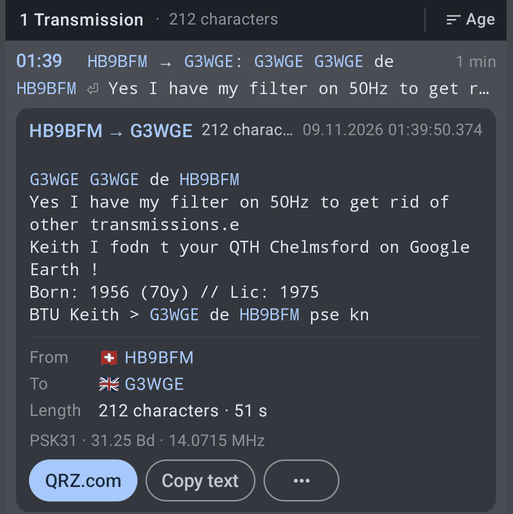 1 Transmission · 212 characters
Age
01:39 HB9BFM → G3WGE: G3WGE G3WGE de 1 min
HB9BFM ⏎ Yes I have my filter on 50Hz to get r…
HB9BFM → G3WGE 212 charac… 09.11.2026 01:39:50.374
G3WGE G3WGE de HB9BFM
Yes I have my filter on 50Hz to get rid of
other transmissions.e
Keith I fodn t your QTH Chelmsford on Google
Earth !
Born: 1956 (70y) // Lic: 1975
BTU Keith > G3WGE de HB9BFM pse kn
From HB9BFM
To G3WGE
Length 212 characters · 51 s
PSK31 · 31.25 Bd · 14.0715 MHz
QRZ.com Copy text ···